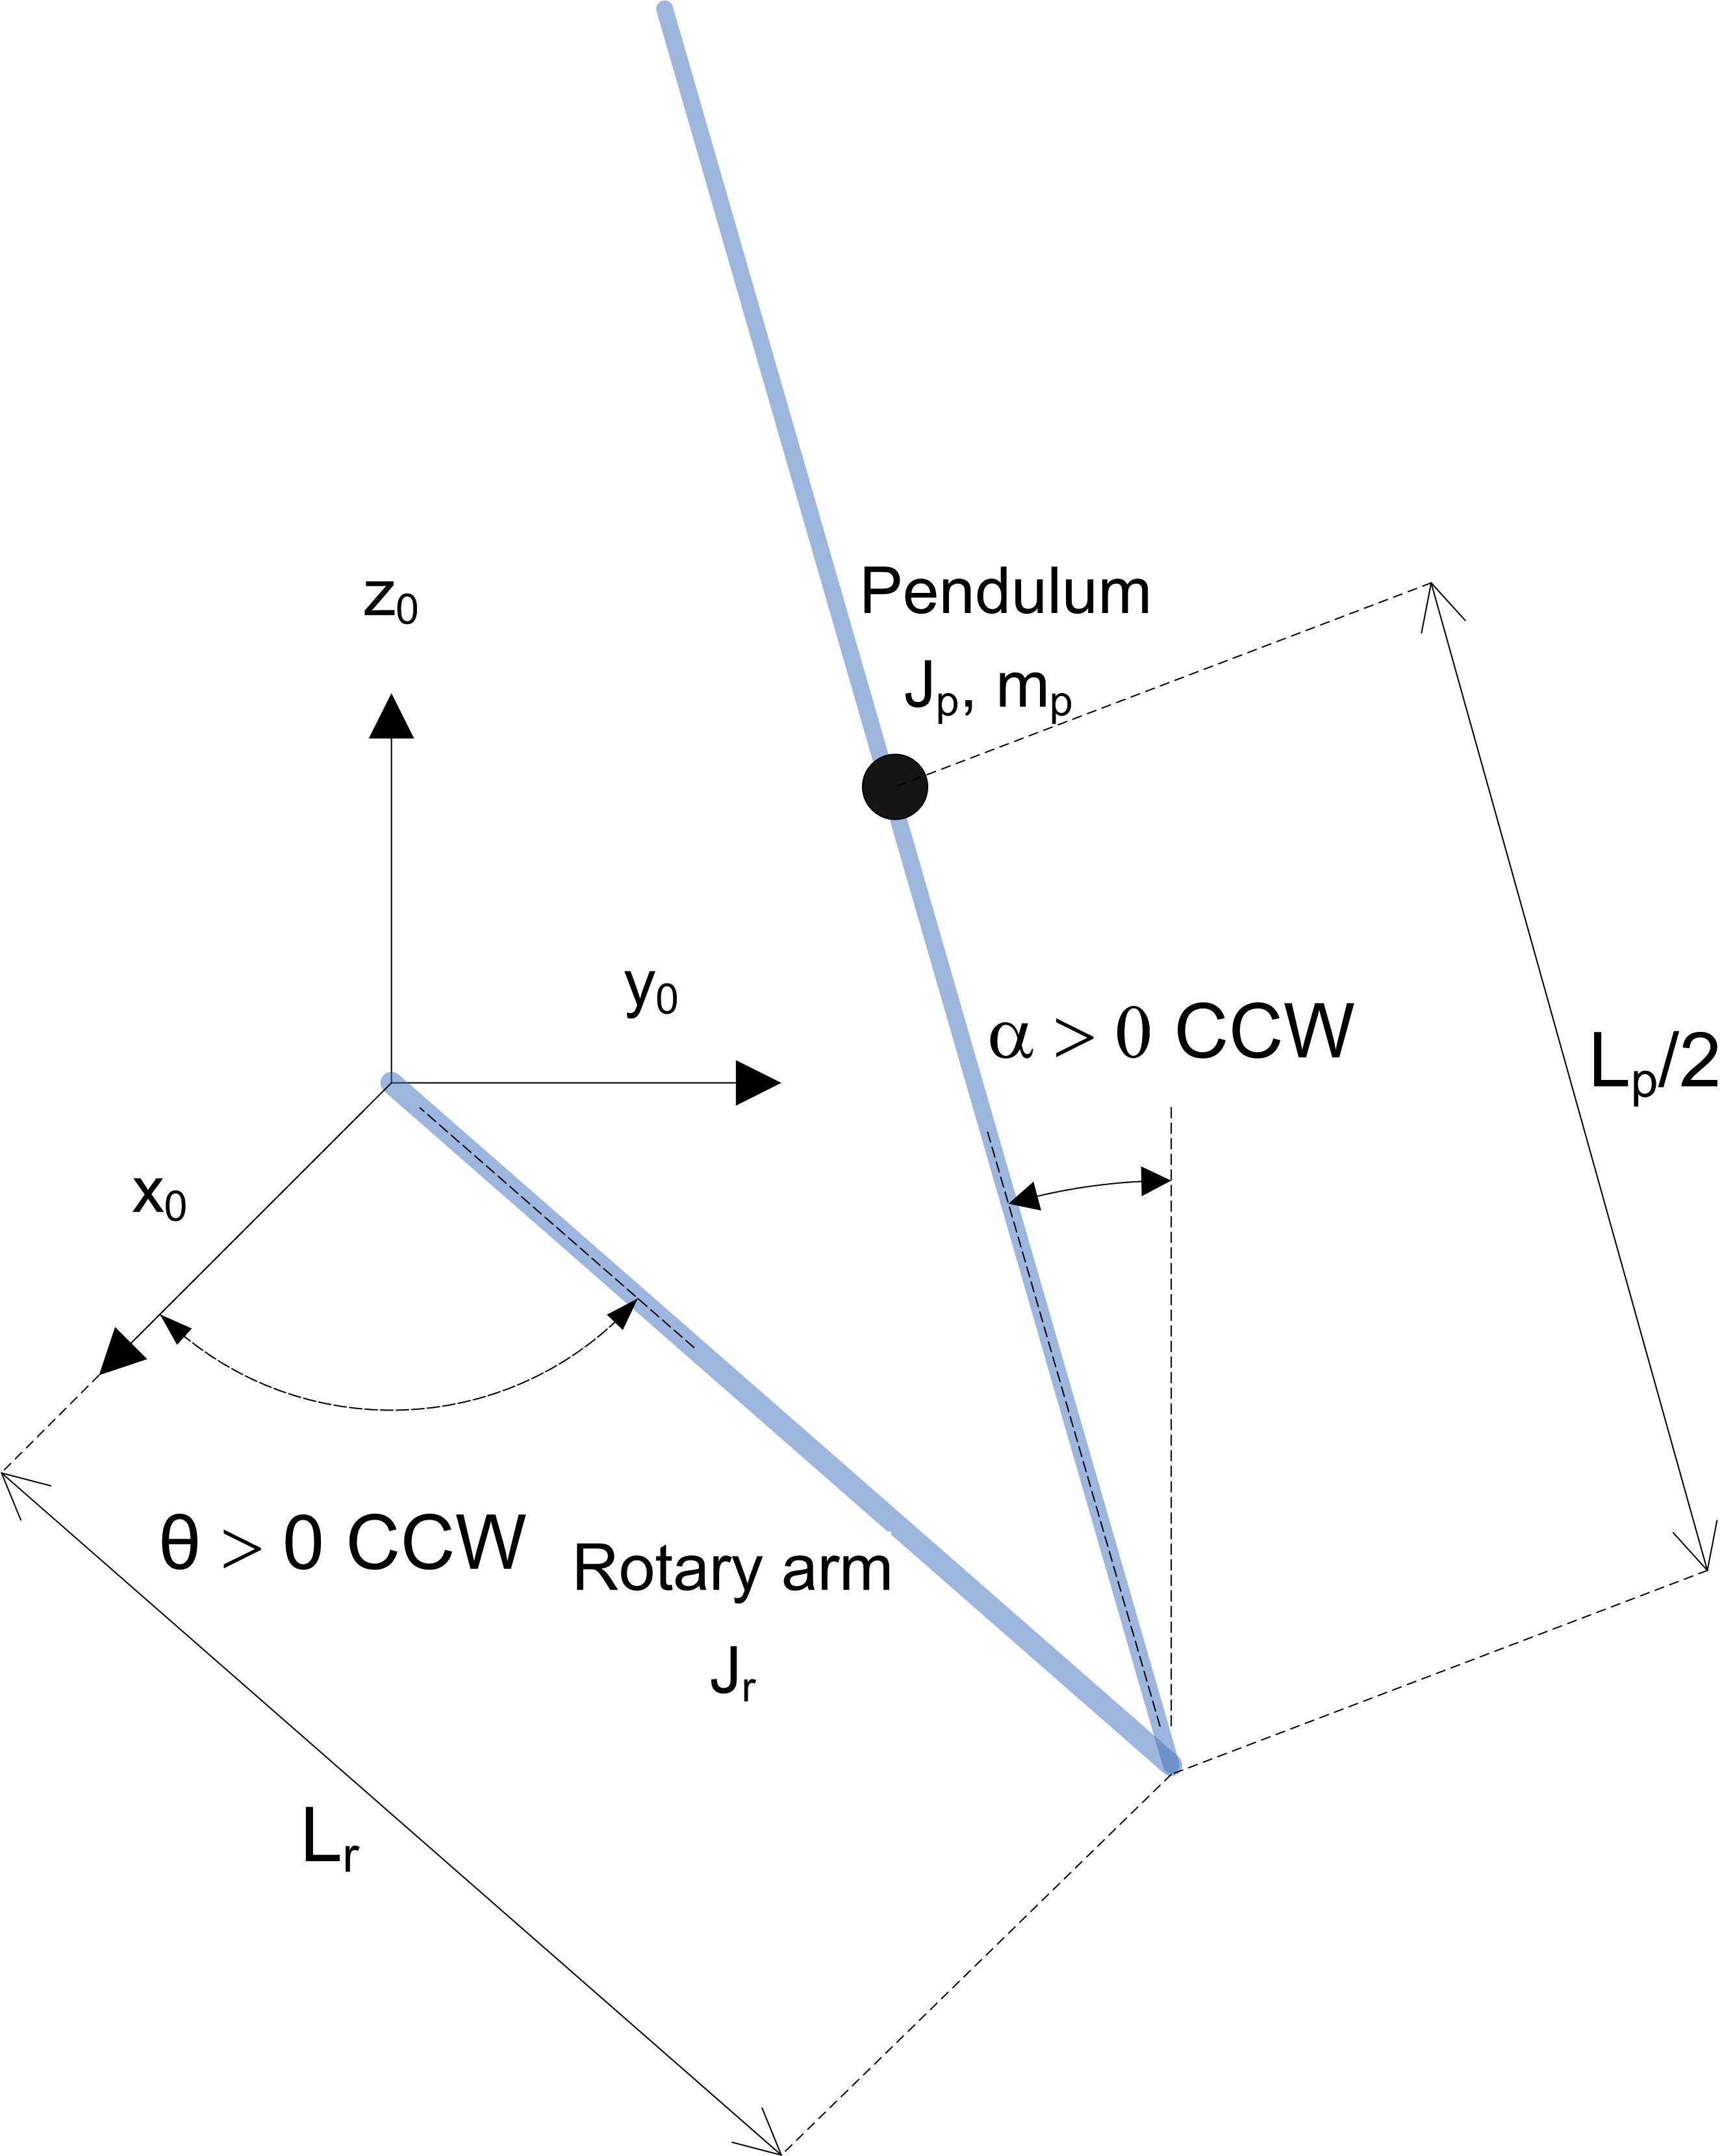 Pendulum
z₀
Jₚ, mₚ
y₀
α > 0 CCW
Lₚ/2
x₀
θ > 0 CCW
Rotary arm
Jᵣ
Lᵣ